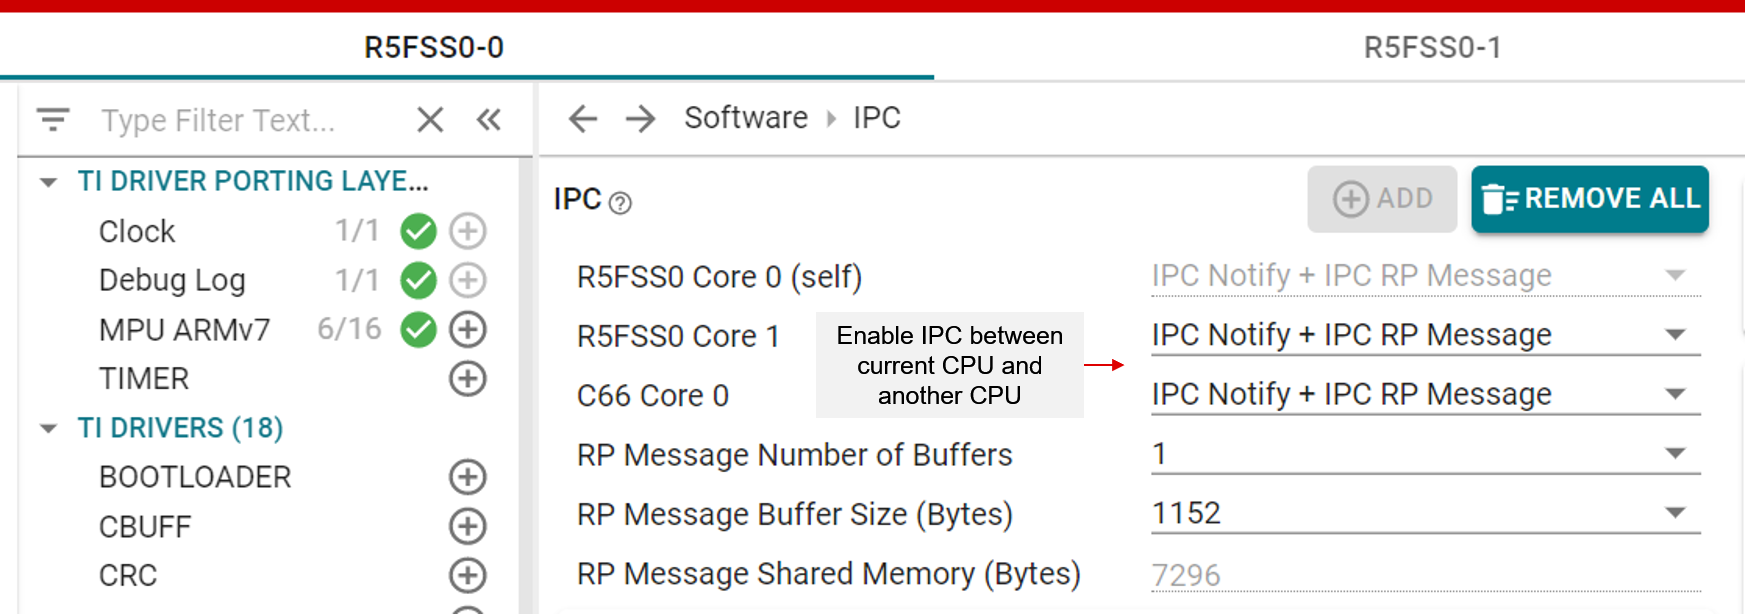 R5FSS0-0
R5FSS0-1
Type Filter Text...
Software
IPC
TI DRIVER PORTING LAYE...
Clock 1/1
Debug Log 1/1
MPU ARMv7 6/16
TIMER
TI DRIVERS (18)
BOOTLOADER
CBUFF
CRC
IPC
ADD
REMOVE ALL
R5FSS0 Core 0 (self) IPC Notify + IPC RP Message
R5FSS0 Core 1 IPC Notify + IPC RP Message
C66 Core 0 IPC Notify + IPC RP Message
Enable IPC between
current CPU and
another CPU
RP Message Number of Buffers 1
RP Message Buffer Size (Bytes) 1152
RP Message Shared Memory (Bytes) 7296